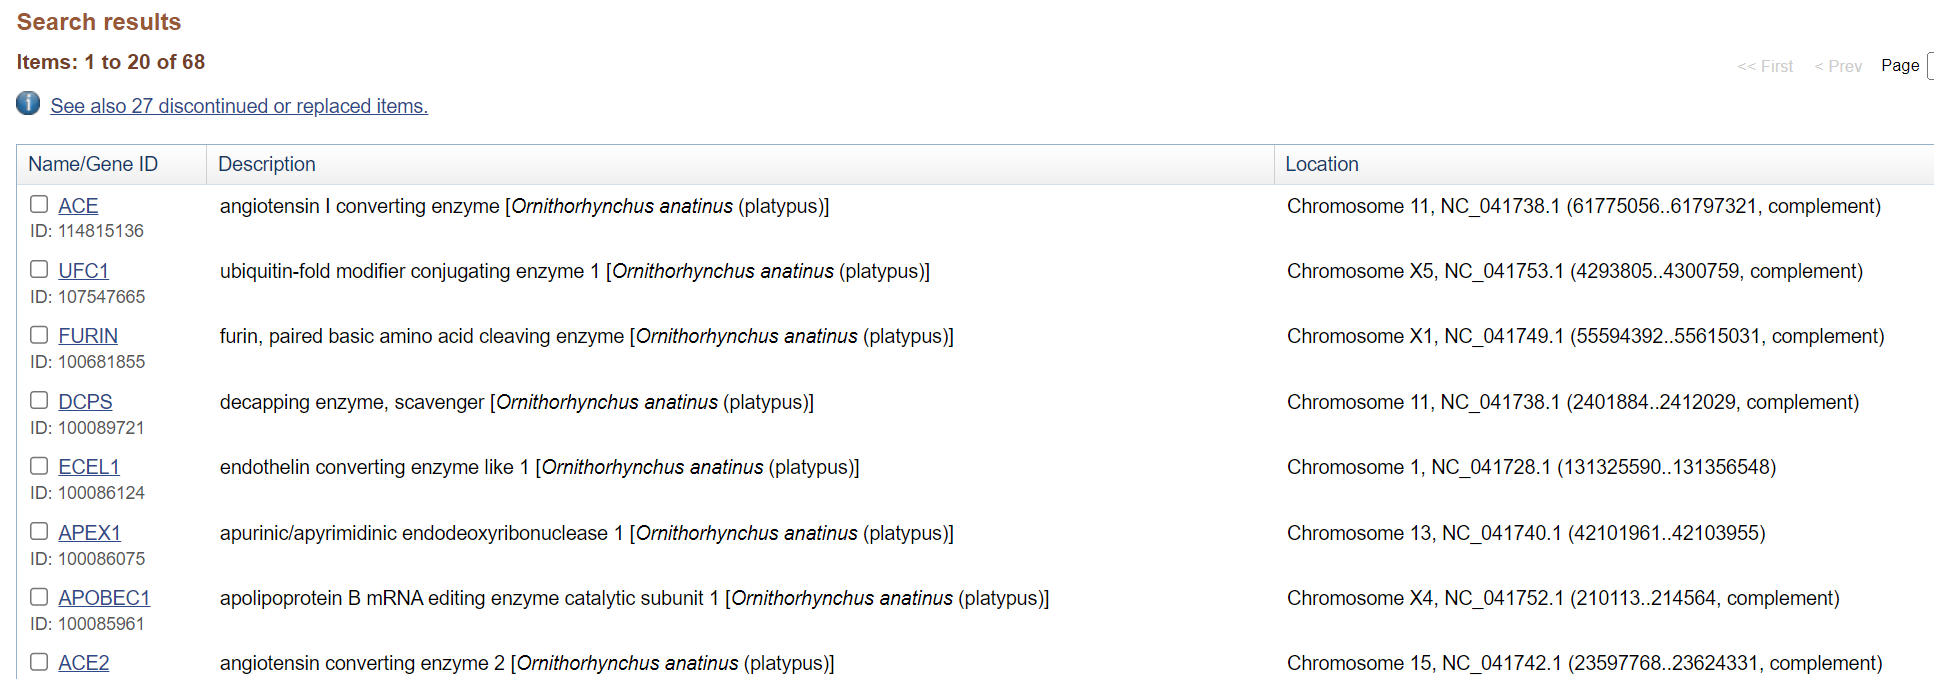 Search results
Items: 1 to 20 of 68
<< First < Prev Page
See also 27 discontinued or replaced items.
Name/Gene ID Description Location
ACE angiotensin I converting enzyme [Ornithorhynchus anatinus (platypus)] Chromosome 11, NC_041738.1 (61775056..61797321, complement)
ID: 114815136
UFC1 ubiquitin-fold modifier conjugating enzyme 1 [Ornithorhynchus anatinus (platypus)] Chromosome X5, NC_041753.1 (4293805..4300759, complement)
ID: 107547665
FURIN furin, paired basic amino acid cleaving enzyme [Ornithorhynchus anatinus (platypus)] Chromosome X1, NC_041749.1 (55594392..55615031, complement)
ID: 100681855
DCPS decapping enzyme, scavenger [Ornithorhynchus anatinus (platypus)] Chromosome 11, NC_041738.1 (2401884..2412029, complement)
ID: 100089721
ECEL1 endothelin converting enzyme like 1 [Ornithorhynchus anatinus (platypus)] Chromosome 1, NC_041728.1 (131325590..131356548)
ID: 100086124
APEX1 apurinic/apyrimidinic endodeoxyribonuclease 1 [Ornithorhynchus anatinus (platypus)] Chromosome 13, NC_041740.1 (42101961..42103955)
ID: 100086075
APOBEC1 apolipoprotein B mRNA editing enzyme catalytic subunit 1 [Ornithorhynchus anatinus (platypus)] Chromosome X4, NC_041752.1 (210113..214564, complement)
ID: 100085961
ACE2 angiotensin converting enzyme 2 [Ornithorhynchus anatinus (platypus)] Chromosome 15, NC_041742.1 (23597768..23624331, complement)